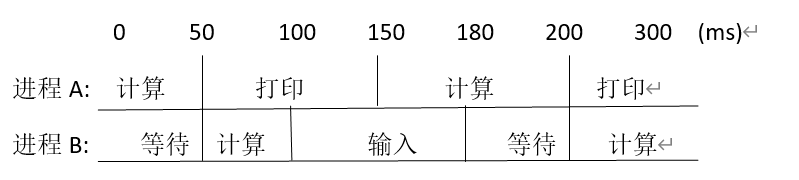 0 50 100 150 180 200 300 (ms)↵
进程 A: 计算 打印 计算 打印↵
进程 B: 等待 计算 输入 等待 计算↵